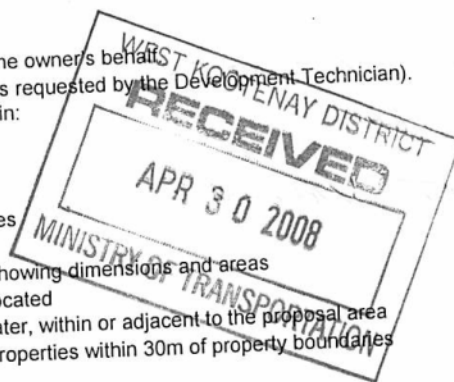 ne owner's behalf
s requested by the Development Technician).
in:
es
howing dimensions and areas
ocated
ater, within or adjacent to the proposal area
roperties within 30m of property boundaries
WEST KOOTENAY DISTRICT
RECEIVED
APR 30 2008
MINISTRY OF TRANSPORTATION